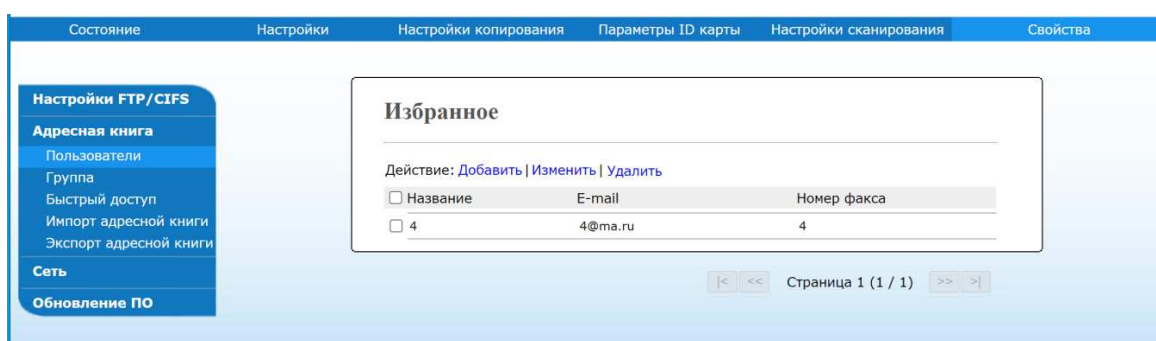 Состояние Настройки Настройки копирования Параметры ID карты Настройки сканирования Свойства
Настройки FTP/CIFS
Адресная книга
Пользователи
Группа
Быстрый доступ
Импорт адресной книги
Экспорт адресной книги
Сеть
Обновление ПО
Избранное
Действие: Добавить | Изменить | Удалить
Название E-mail Номер факса
4 4@ma.ru 4
|< << Страница 1 (1 / 1) >> >|